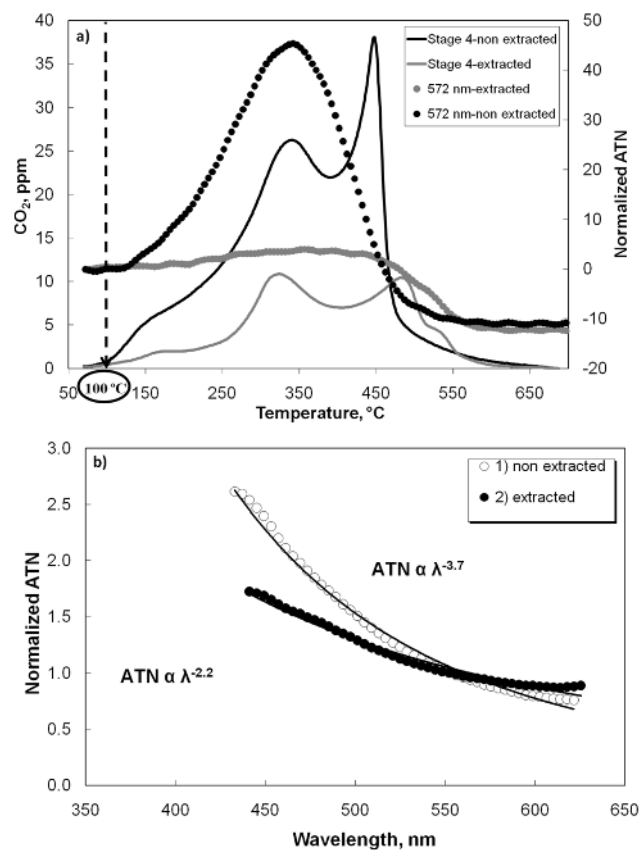 a)
Stage 4-non extracted
Stage 4-extracted
572 nm-extracted
572 nm-non extracted
CO2, ppm
40
35
30
25
20
15
10
5
0
Normalized ATN
50
40
30
20
10
0
-10
-20
50
100 °C
150
250
350
450
550
650
Temperature, °C
b)
1) non extracted
2) extracted
ATN α λ-3.7
ATN α λ-2.2
Normalized ATN
3.0
2.5
2.0
1.5
1.0
0.5
0.0
350
400
450
500
550
600
650
Wavelength, nm